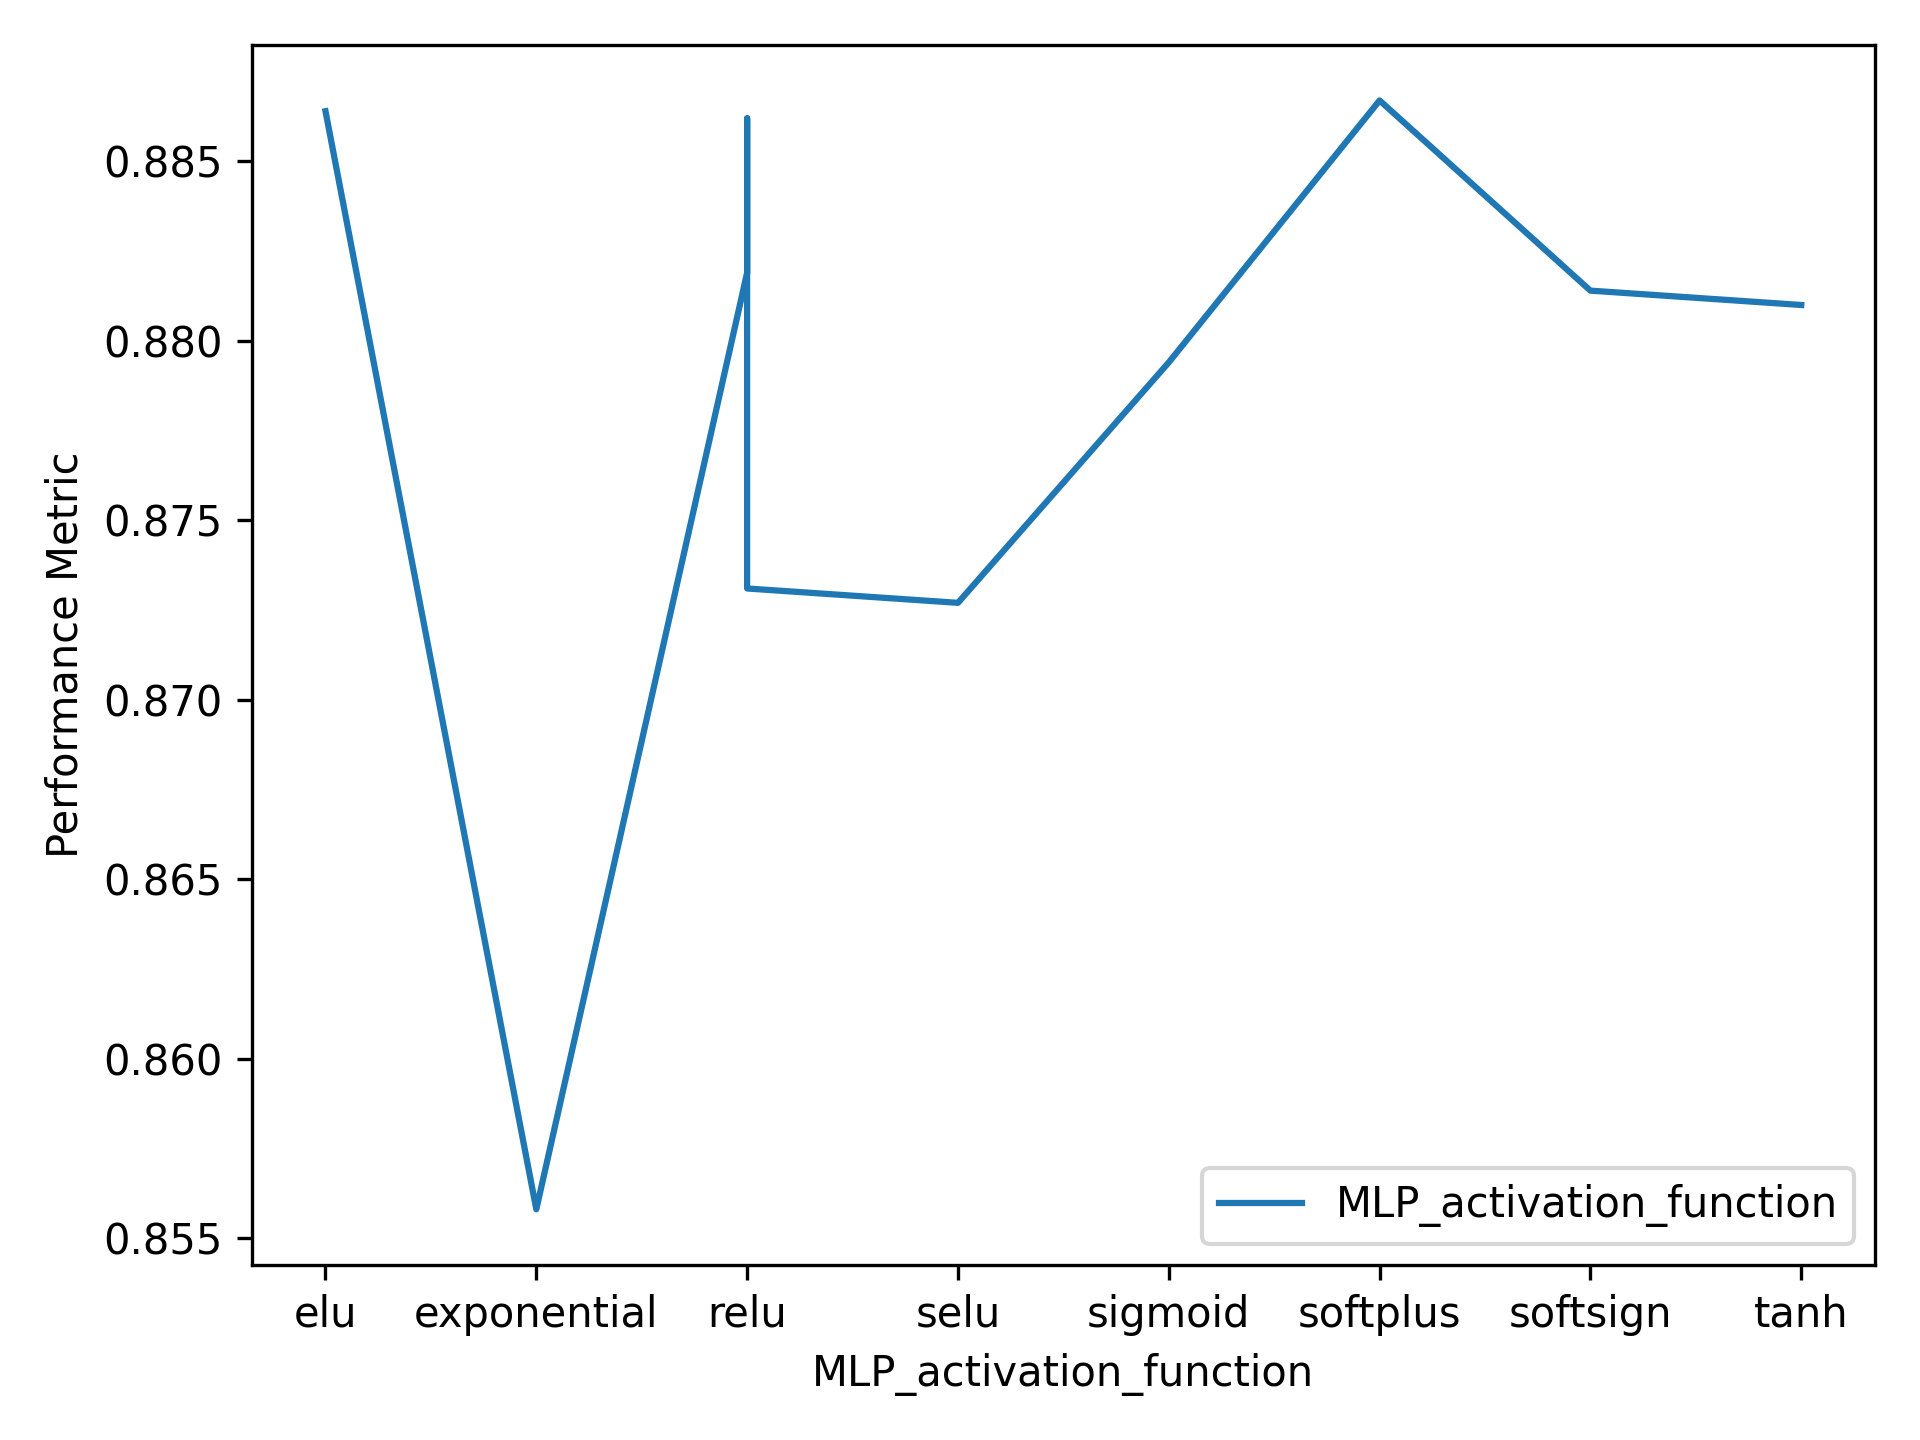 0.885
0.880
0.875
0.870
0.865
0.860
0.855
Performance Metric
elu exponential relu selu sigmoid softplus softsign tanh
MLP_activation_function
MLP_activation_function